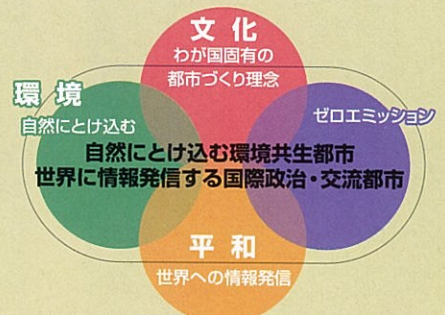 文化
わが国固有の
都市づくり理念
環境
自然にとけ込む
ゼロエミッション
自然にとけ込む環境共生都市
世界に情報発信する国際政治・交流都市
平和
世界への情報発信